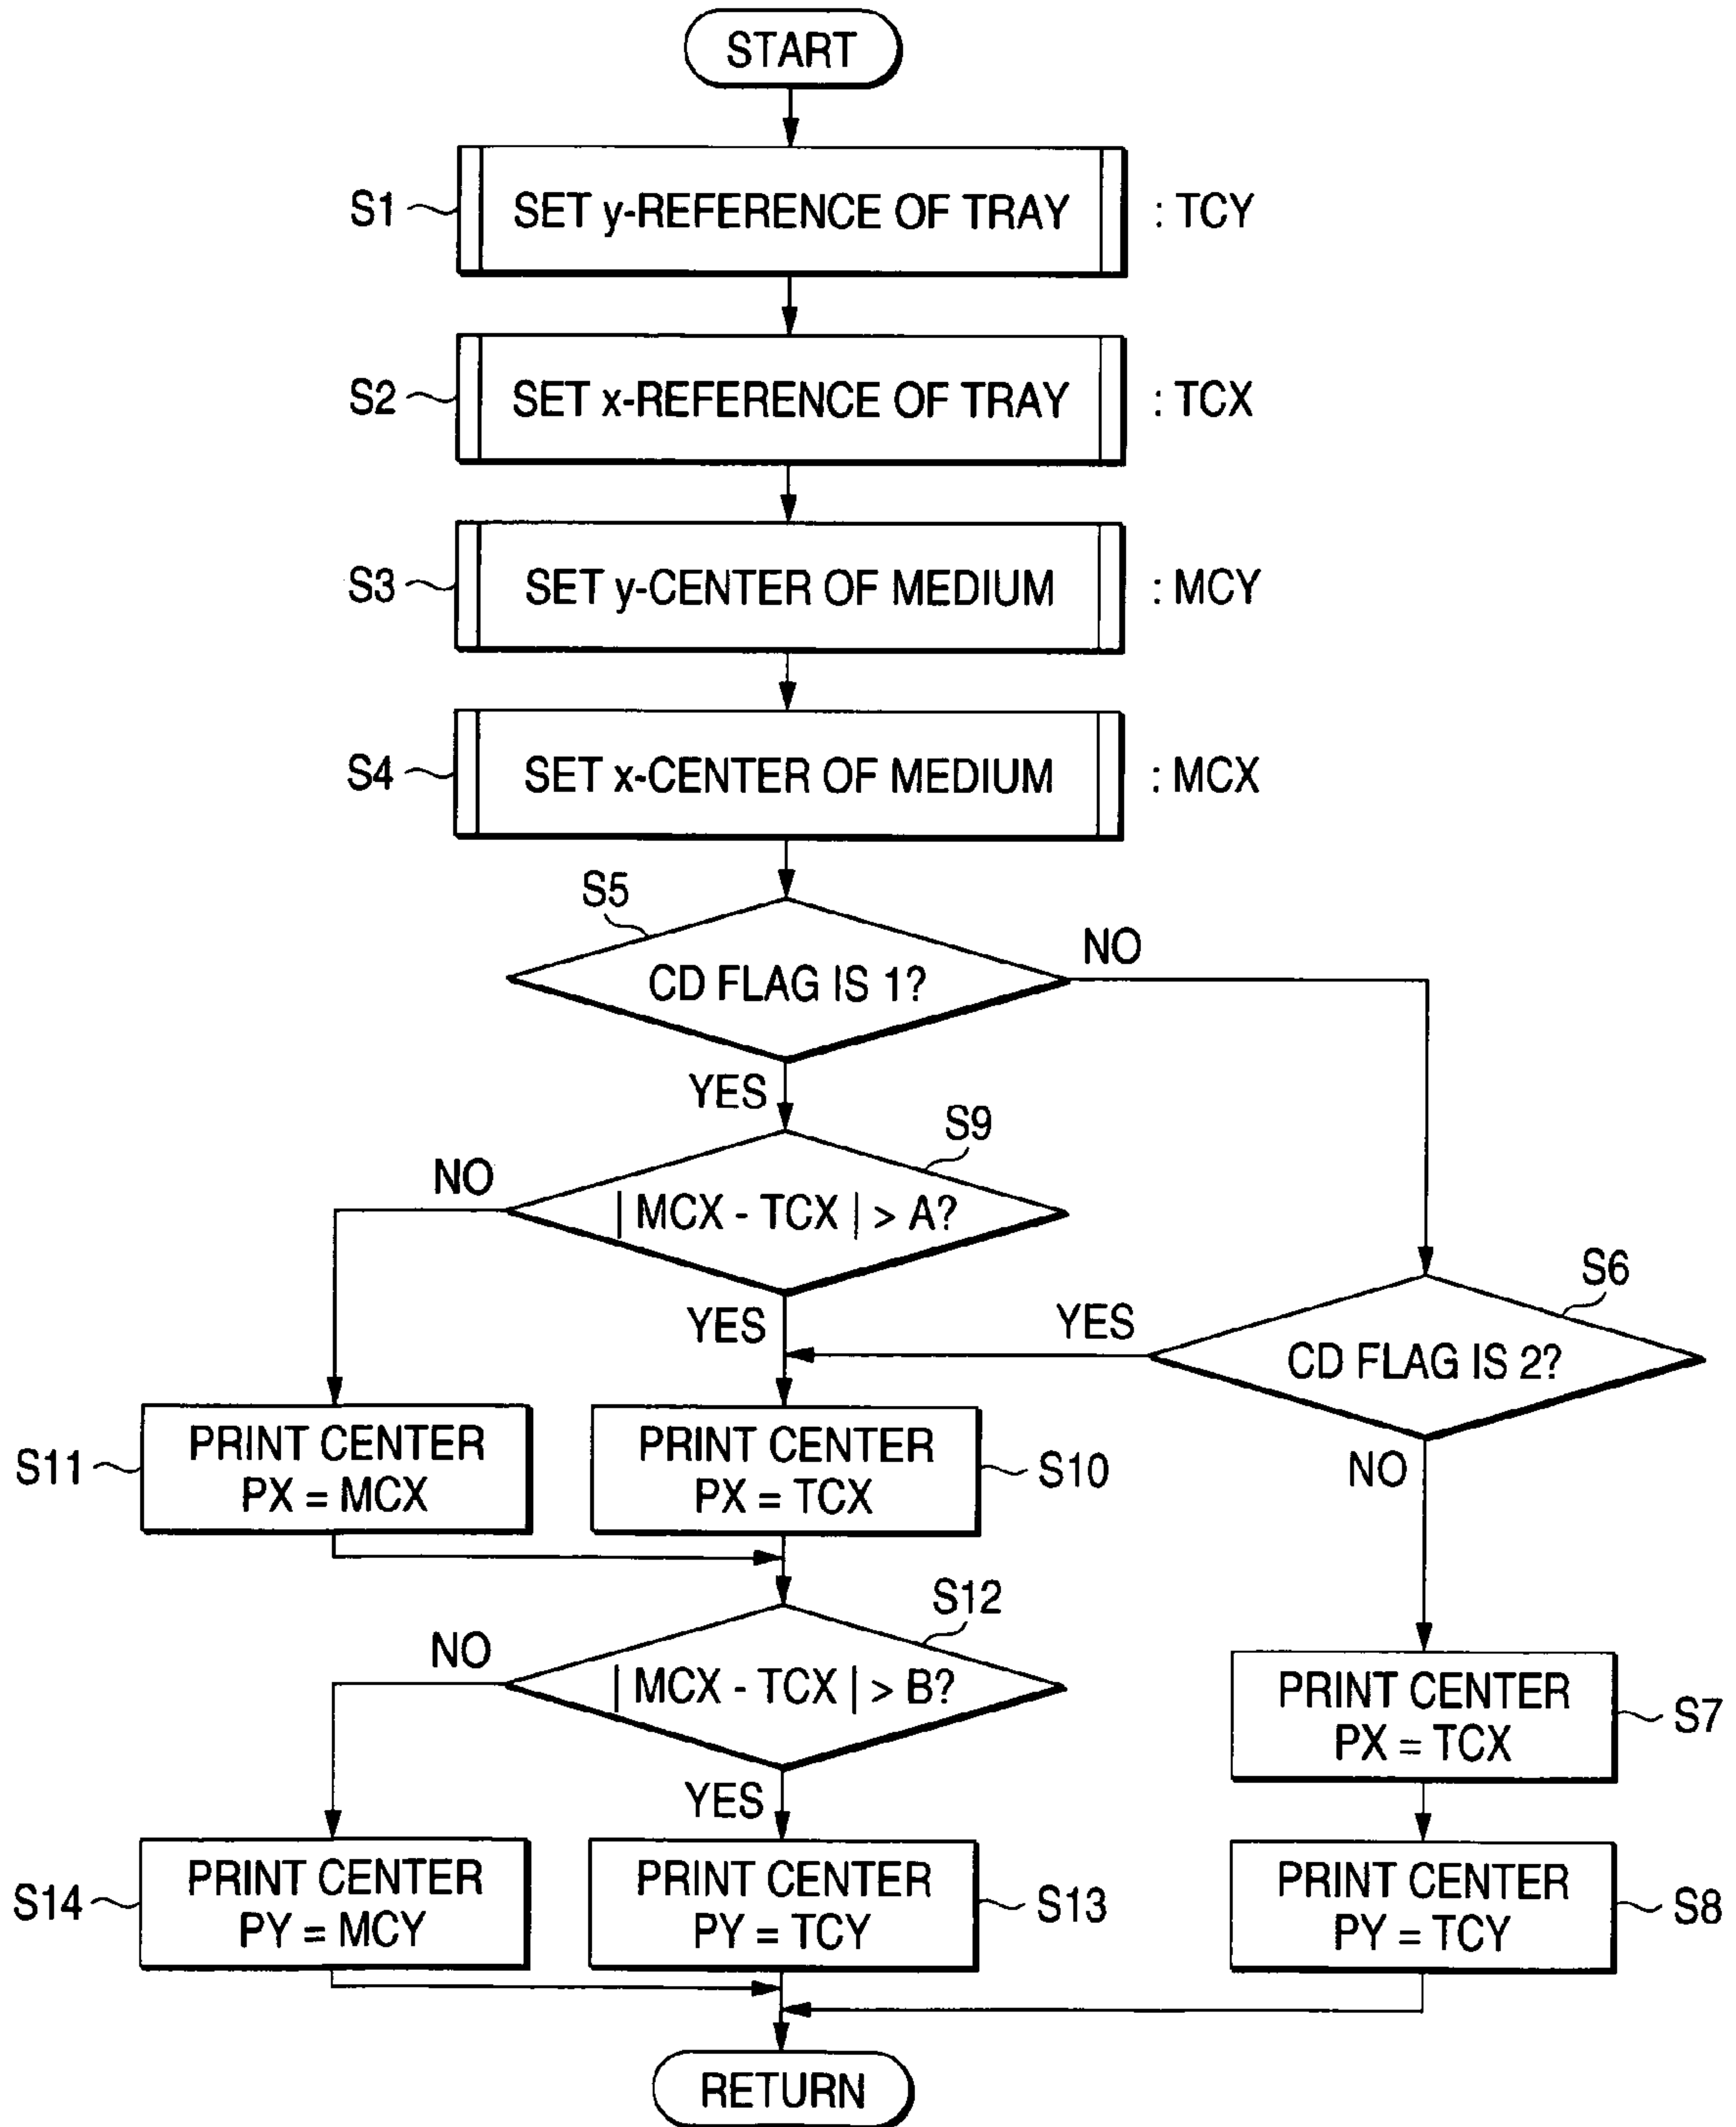 START
S1 SET y-REFERENCE OF TRAY : TCY
S2 SET x-REFERENCE OF TRAY : TCX
S3 SET y-CENTER OF MEDIUM : MCY
S4 SET x-CENTER OF MEDIUM : MCX
S5
CD FLAG IS 1?
NO
YES
S9
| MCX - TCX | > A?
NO
YES
S6
CD FLAG IS 2?
YES
NO
S11
PRINT CENTER
PX = MCX
PRINT CENTER
PX = TCX
S10
S12
| MCX - TCX | > B?
NO
YES
PRINT CENTER
PX = TCX
S7
S14
PRINT CENTER
PY = MCY
PRINT CENTER
PY = TCY
S13
PRINT CENTER
PY = TCY
S8
RETURN